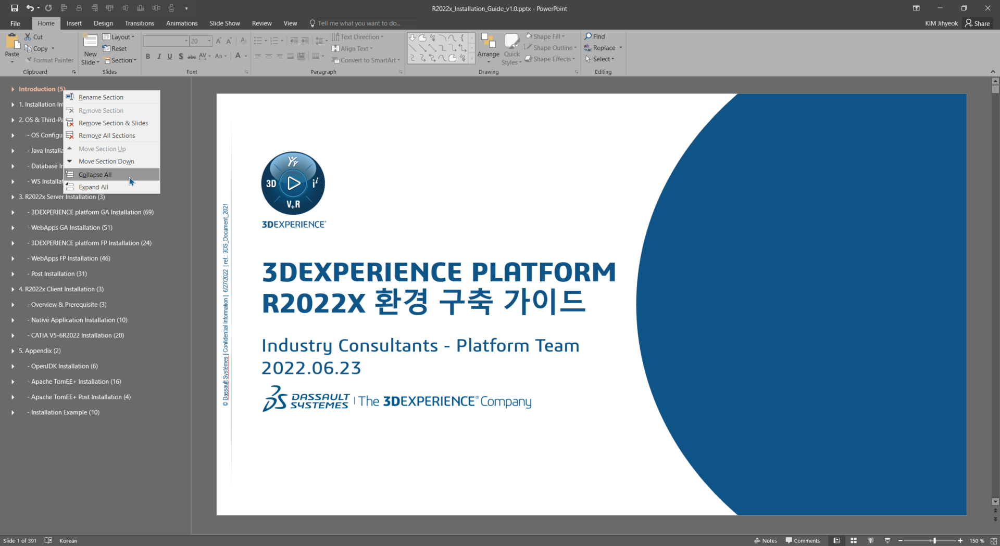 R2022x_Installation_Guide_v1.0.pptx - PowerPoint
File Home Insert Design Transitions Animations Slide Show Review View Tell me what you want to do...
KIM Jihyeok Share
Paste
Cut
Copy
Format Painter
Clipboard
New
Slide
Layout
Reset
Section
Slides
20
B I U S abc AV Aa A
Font
Text Direction
Align Text
Convert to SmartArt
Paragraph
Arrange
Quick
Styles
Shape Fill
Shape Outline
Shape Effects
Drawing
Find
Replace
Select
Editing
Introduction (5)
1. Installation Int
2. OS & Third-Pa
- OS Configu
- Java Installa
- Database In
- WS Installat
3. R2022x Server Installation (3)
- 3DEXPERIENCE platform GA Installation (69)
- WebApps GA Installation (51)
- 3DEXPERIENCE platform FP Installation (24)
- WebApps FP Installation (46)
- Post Installation (31)
4. R2022x Client Installation (3)
- Overview & Prerequisite (3)
- Native Application Installation (10)
- CATIA V5-6R2022 Installation (20)
5. Appendix (2)
- OpenJDK Installation (6)
- Apache TomEE+ Installation (16)
- Apache TomEE+ Post Installation (4)
- Installation Example (10)
Rename Section
Remove Section
Remove Section & Slides
Remove All Sections
Move Section Up
Move Section Down
Collapse All
Expand All
© Dassault Systèmes | Confidential Information | 6/27/2022 | ref.: 3DS_Document_2021
3D
i
V+R
3DEXPERIENCE®
3DEXPERIENCE PLATFORM
R2022X 환경 구축 가이드
Industry Consultants - Platform Team
2022.06.23
DASSAULT
SYSTEMES
The 3DEXPERIENCE® Company
Slide 1 of 391 Korean
Notes Comments 150 %